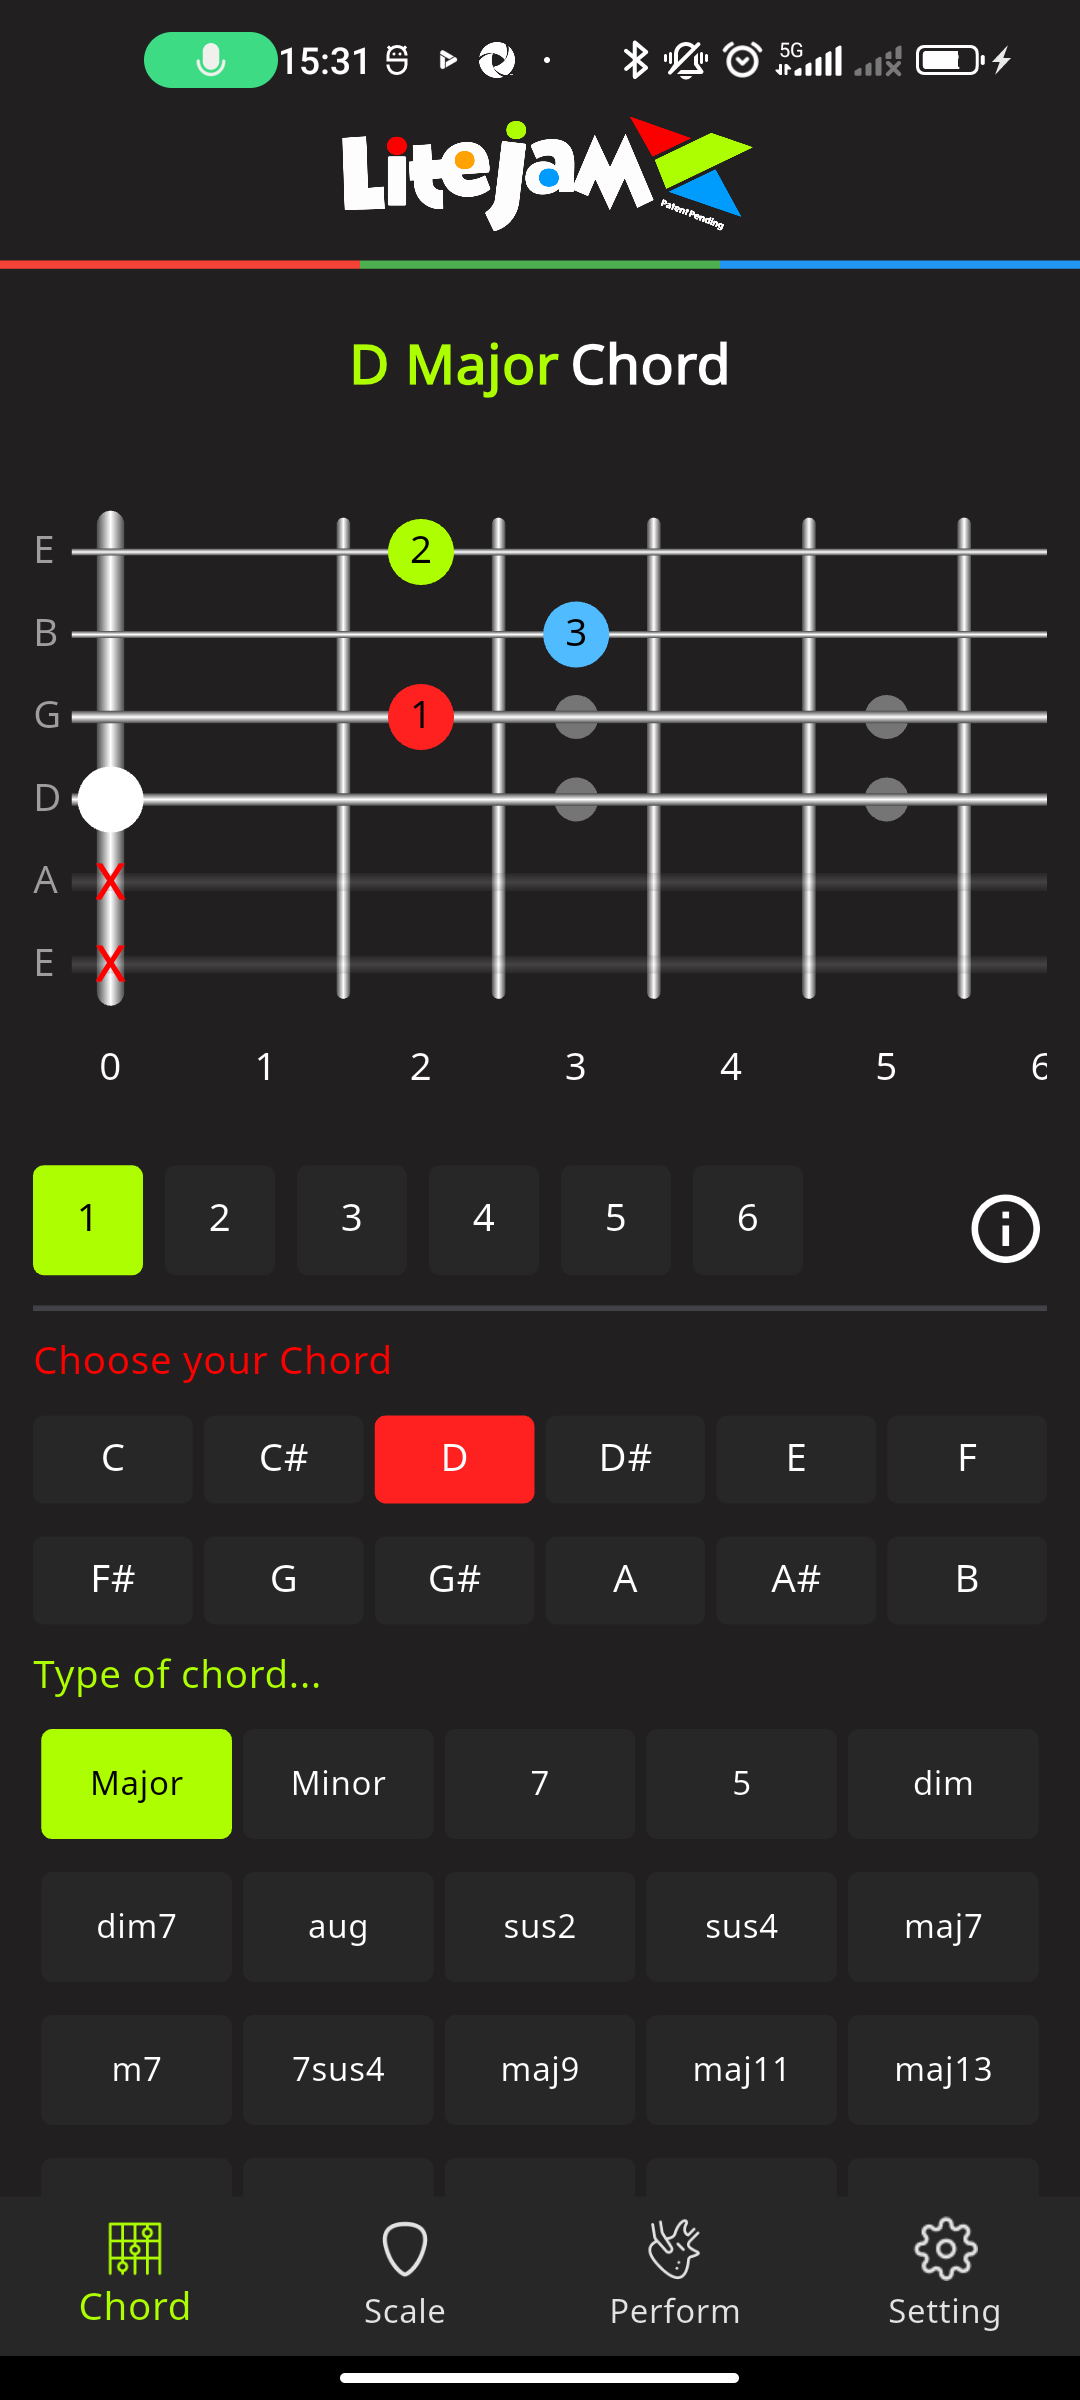 15:31 5G
Litejam
Patent Pending
D Major Chord
E 2
B 3
G 1
D
A X
E X
0 1 2 3 4 5 6
1 2 3 4 5 6
Choose your Chord
C C# D D# E F
F# G G# A A# B
Type of chord...
Major Minor 7 5 dim
dim7 aug sus2 sus4 maj7
m7 7sus4 maj9 maj11 maj13
Chord Scale Perform Setting